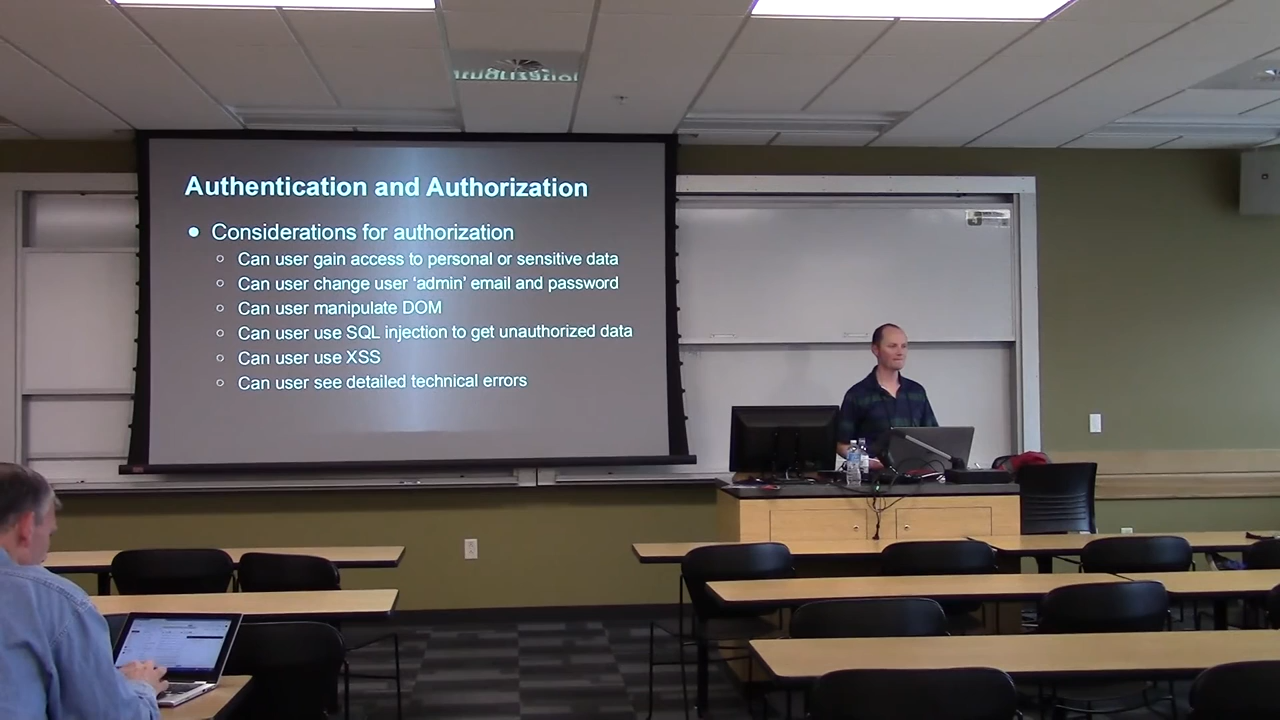 Authentication and Authorization
● Considerations for authorization
○ Can user gain access to personal or sensitive data
○ Can user change user ‘admin’ email and password
○ Can user manipulate DOM
○ Can user use SQL injection to get unauthorized data
○ Can user use XSS
○ Can user see detailed technical errors